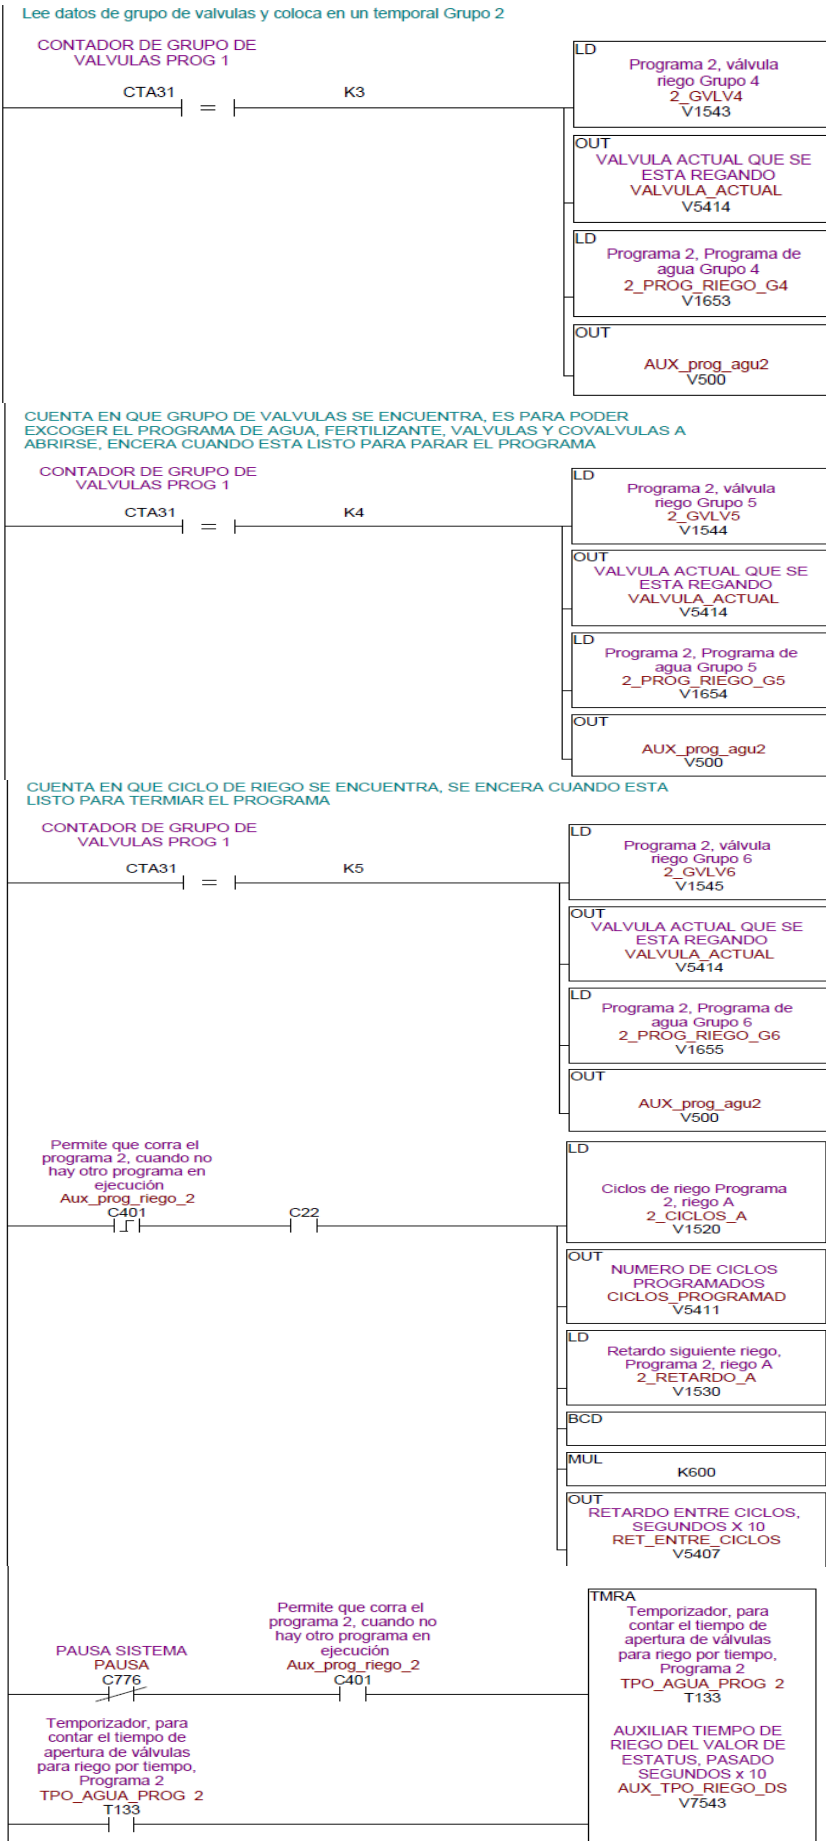 Lee datos de grupo de valvulas y coloca en un temporal Grupo 2
CONTADOR DE GRUPO DE
VALVULAS PROG 1
CTA31
=
K3
LD
Programa 2, válvula
riego Grupo 4
2_GVLV4
V1543
OUT
VALVULA ACTUAL QUE SE
ESTA REGANDO
VALVULA_ACTUAL
V5414
LD
Programa 2, Programa de
agua Grupo 4
2_PROG_RIEGO_G4
V1653
OUT
AUX_prog_agu2
V500
CUENTA EN QUE GRUPO DE VALVULAS SE ENCUENTRA, ES PARA PODER
EXCOGER EL PROGRAMA DE AGUA, FERTILIZANTE, VALVULAS Y COVALVULAS A
ABRIRSE, ENCERA CUANDO ESTA LISTO PARA PARAR EL PROGRAMA
CONTADOR DE GRUPO DE
VALVULAS PROG 1
CTA31
=
K4
LD
Programa 2, válvula
riego Grupo 5
2_GVLV5
V1544
OUT
VALVULA ACTUAL QUE SE
ESTA REGANDO
VALVULA_ACTUAL
V5414
LD
Programa 2, Programa de
agua Grupo 5
2_PROG_RIEGO_G5
V1654
OUT
AUX_prog_agu2
V500
CUENTA EN QUE CICLO DE RIEGO SE ENCUENTRA, SE ENCERA CUANDO ESTA
LISTO PARA TERMIAR EL PROGRAMA
CONTADOR DE GRUPO DE
VALVULAS PROG 1
CTA31
=
K5
LD
Programa 2, válvula
riego Grupo 6
2_GVLV6
V1545
OUT
VALVULA ACTUAL QUE SE
ESTA REGANDO
VALVULA_ACTUAL
V5414
LD
Programa 2, Programa de
agua Grupo 6
2_PROG_RIEGO_G6
V1655
OUT
AUX_prog_agu2
V500
Permite que corra el
programa 2, cuando no
hay otro programa en
ejecución
Aux_prog_riego_2
C401
C22
LD
Ciclos de riego Programa
2, riego A
2_CICLOS_A
V1520
OUT
NUMERO DE CICLOS
PROGRAMADOS
CICLOS_PROGRAMAD
V5411
LD
Retardo siguiente riego,
Programa 2, riego A
2_RETARDO_A
V1530
BCD
MUL
K600
OUT
RETARDO ENTRE CICLOS,
SEGUNDOS X 10
RET_ENTRE_CICLOS
V5407
PAUSA SISTEMA
PAUSA
C776
Permite que corra el
programa 2, cuando no
hay otro programa en
ejecución
Aux_prog_riego_2
C401
TMRA
Temporizador, para
contar el tiempo de
apertura de válvulas
para riego por tiempo,
Programa 2
TPO_AGUA_PROG 2
T133
AUXILIAR TIEMPO DE
RIEGO DEL VALOR DE
ESTATUS, PASADO
SEGUNDOS x 10
AUX_TPO_RIEGO_DS
V7543
Temporizador, para
contar el tiempo de
apertura de válvulas
para riego por tiempo,
Programa 2
TPO_AGUA_PROG 2
T133